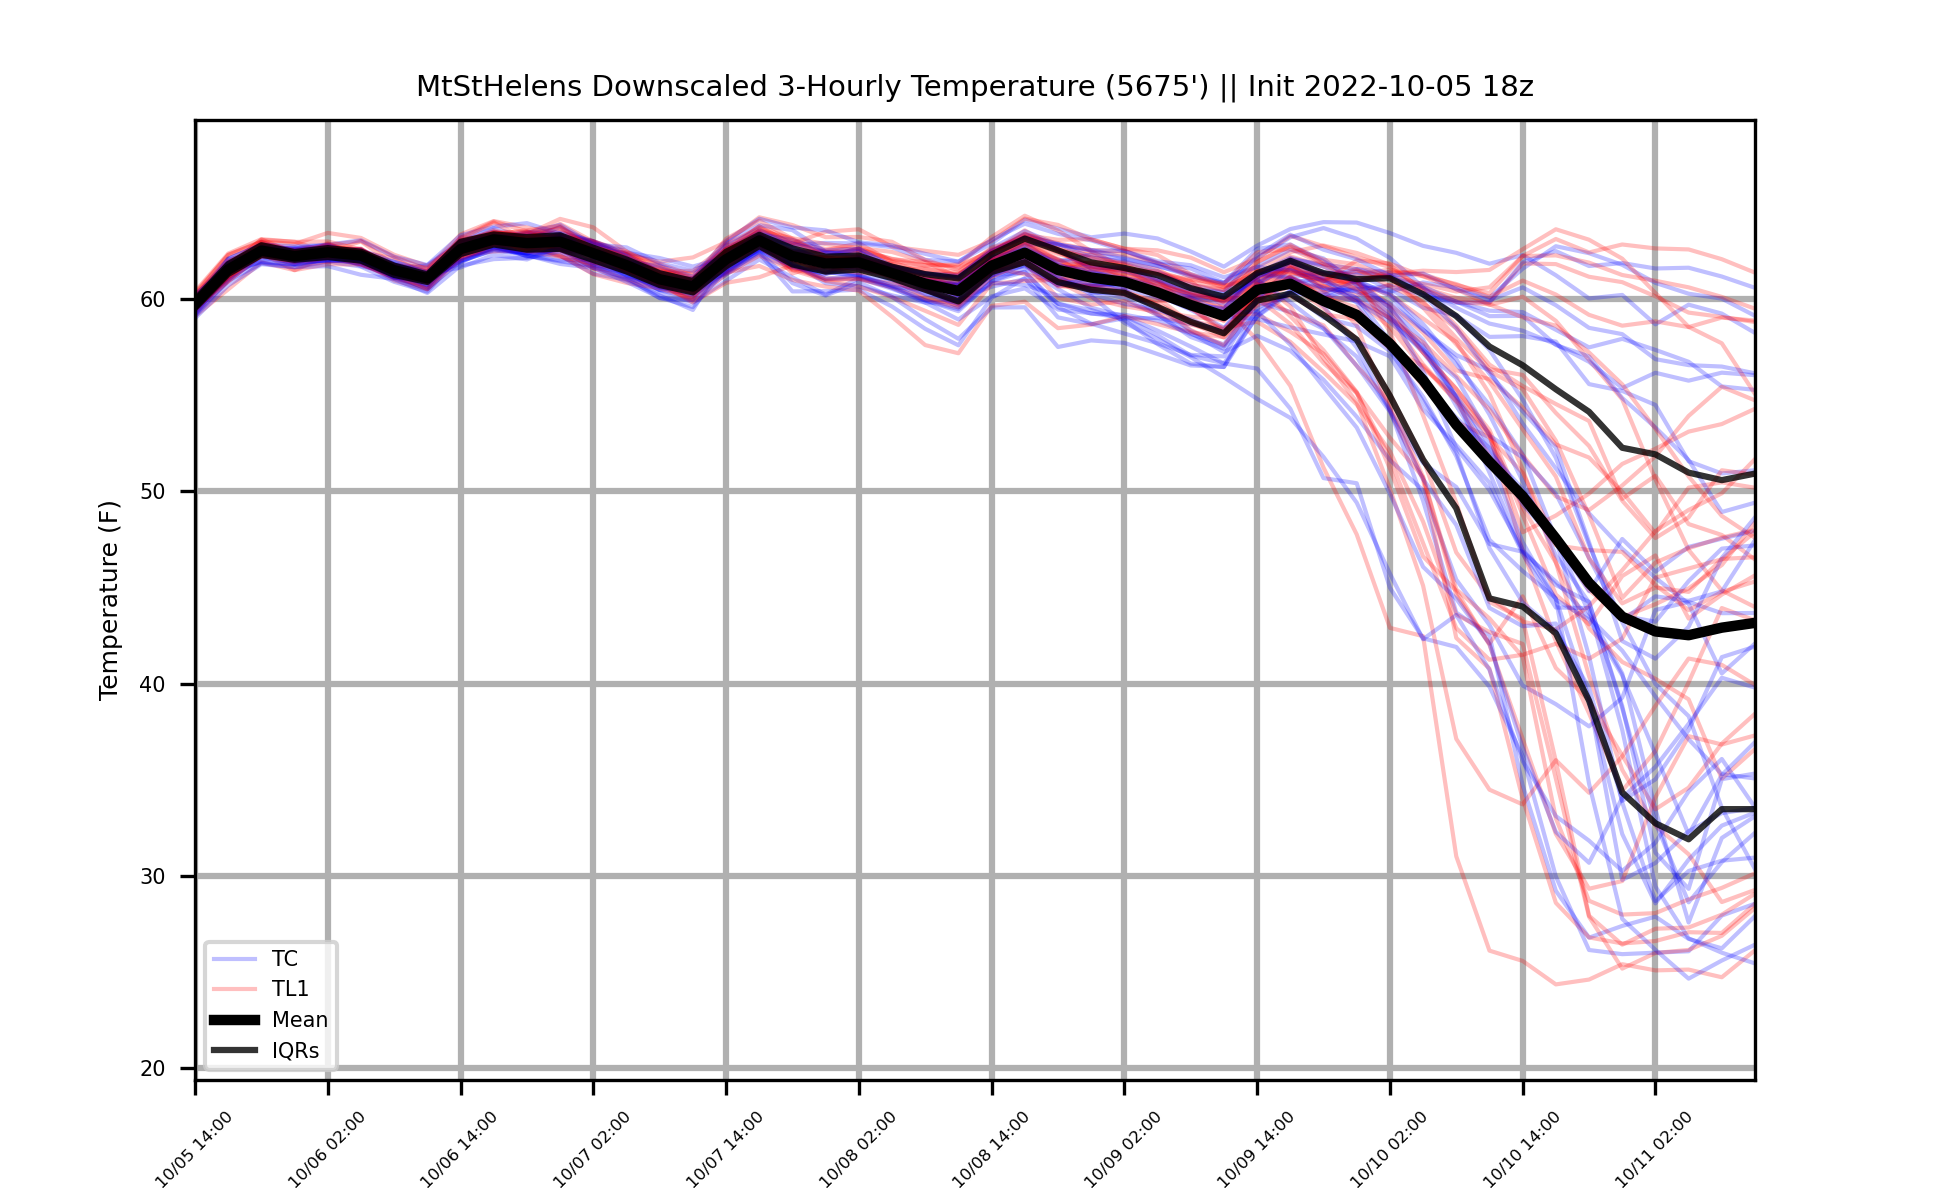 MtStHelens Downscaled 3-Hourly Temperature (5675') || Init 2022-10-05 18z
Temperature (F)
60
50
40
30
20
TC
TL1
Mean
IQRs
10/05 14:00
10/06 02:00
10/06 14:00
10/07 02:00
10/07 14:00
10/08 02:00
10/08 14:00
10/09 02:00
10/09 14:00
10/10 02:00
10/10 14:00
10/11 02:00